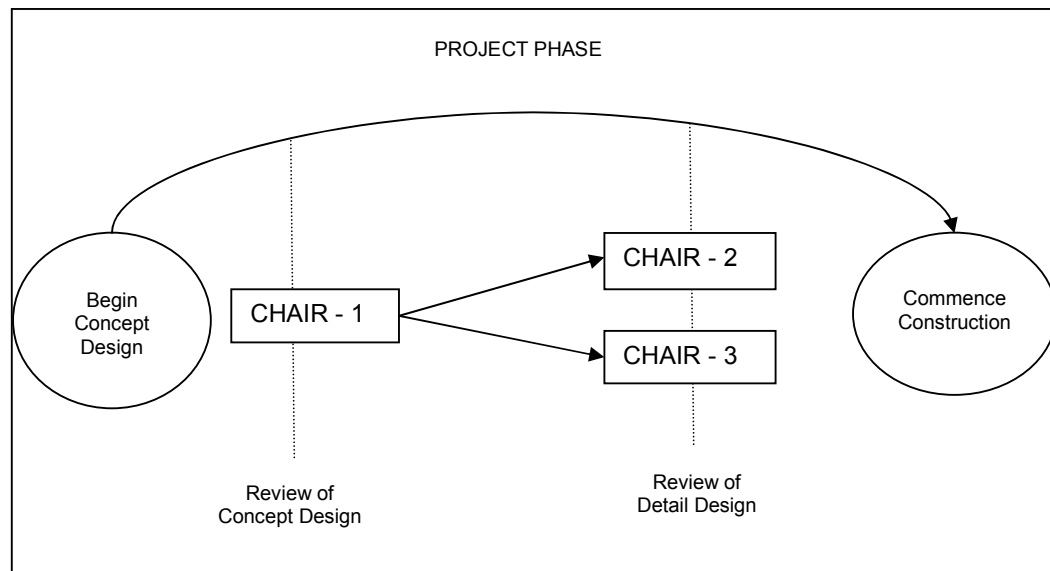 PROJECT PHASE
Begin
Concept
Design
CHAIR - 1
CHAIR - 2
CHAIR - 3
Commence
Construction
Review of
Concept Design
Review of
Detail Design